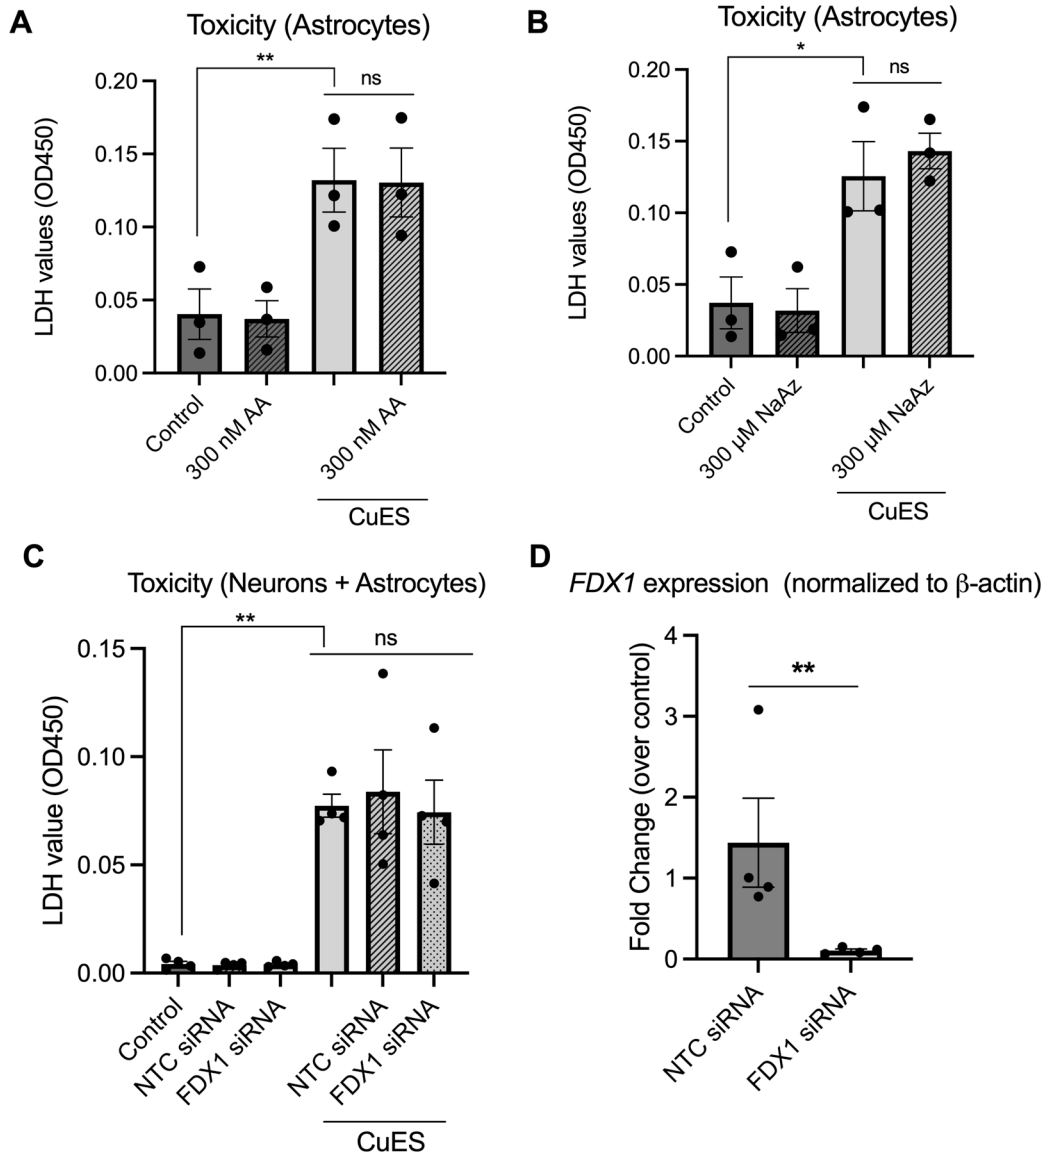 A
Toxicity (Astrocytes)
**
ns
LDH values (OD450)
0.20
0.15
0.10
0.05
0.00
Control
300 nM AA
300 nM AA
CuES
B
Toxicity (Astrocytes)
*
ns
LDH values (OD450)
0.20
0.15
0.10
0.05
0.00
Control
300 µM NaAz
300 µM NaAz
CuES
C
Toxicity (Neurons + Astrocytes)
**
ns
LDH value (OD450)
0.15
0.10
0.05
0.00
Control
NTC siRNA
FDX1 siRNA
NTC siRNA
FDX1 siRNA
CuES
D
FDX1 expression (normalized to β-actin)
**
Fold Change (over control)
4
3
2
1
0
NTC siRNA
FDX1 siRNA